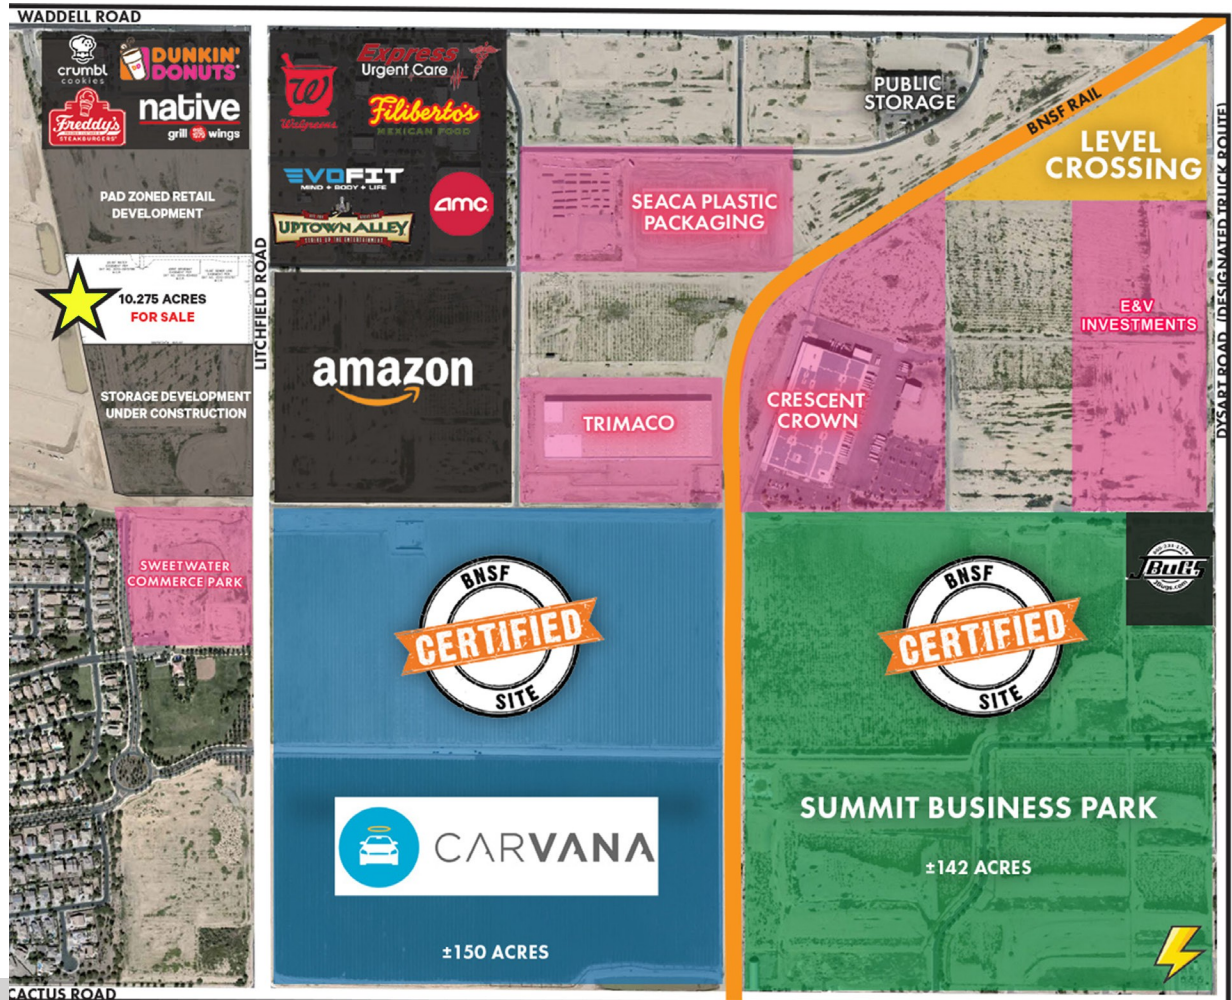 WADDELL ROAD
crumbl
cookies
DUNKIN'
DONUTS
Freddy's
STEAKBURGERS
native
grill wings
Walgreens
Express
Urgent Care
Filiberto's
MEXICAN FOOD
EVOFIT
MIND + BODY + LIFE
UPTOWN ALLEY
amc
PUBLIC
STORAGE
BNSF RAIL
LEVEL
CROSSING
PAD ZONED RETAIL
DEVELOPMENT
SEACA PLASTIC
PACKAGING
LITCHFIELD ROAD
10.275 ACRES
FOR SALE
E&V
INVESTMENTS
DYSART ROAD (DESIGNATED TRUCK ROUTE)
STORAGE DEVELOPMENT
UNDER CONSTRUCTION
amazon
TRIMACO
CRESCENT
CROWN
SWEETWATER
COMMERCE PARK
BNSF
CERTIFIED
SITE
BNSF
CERTIFIED
SITE
JBUGS
CARVANA
±150 ACRES
SUMMIT BUSINESS PARK
±142 ACRES
CACTUS ROAD